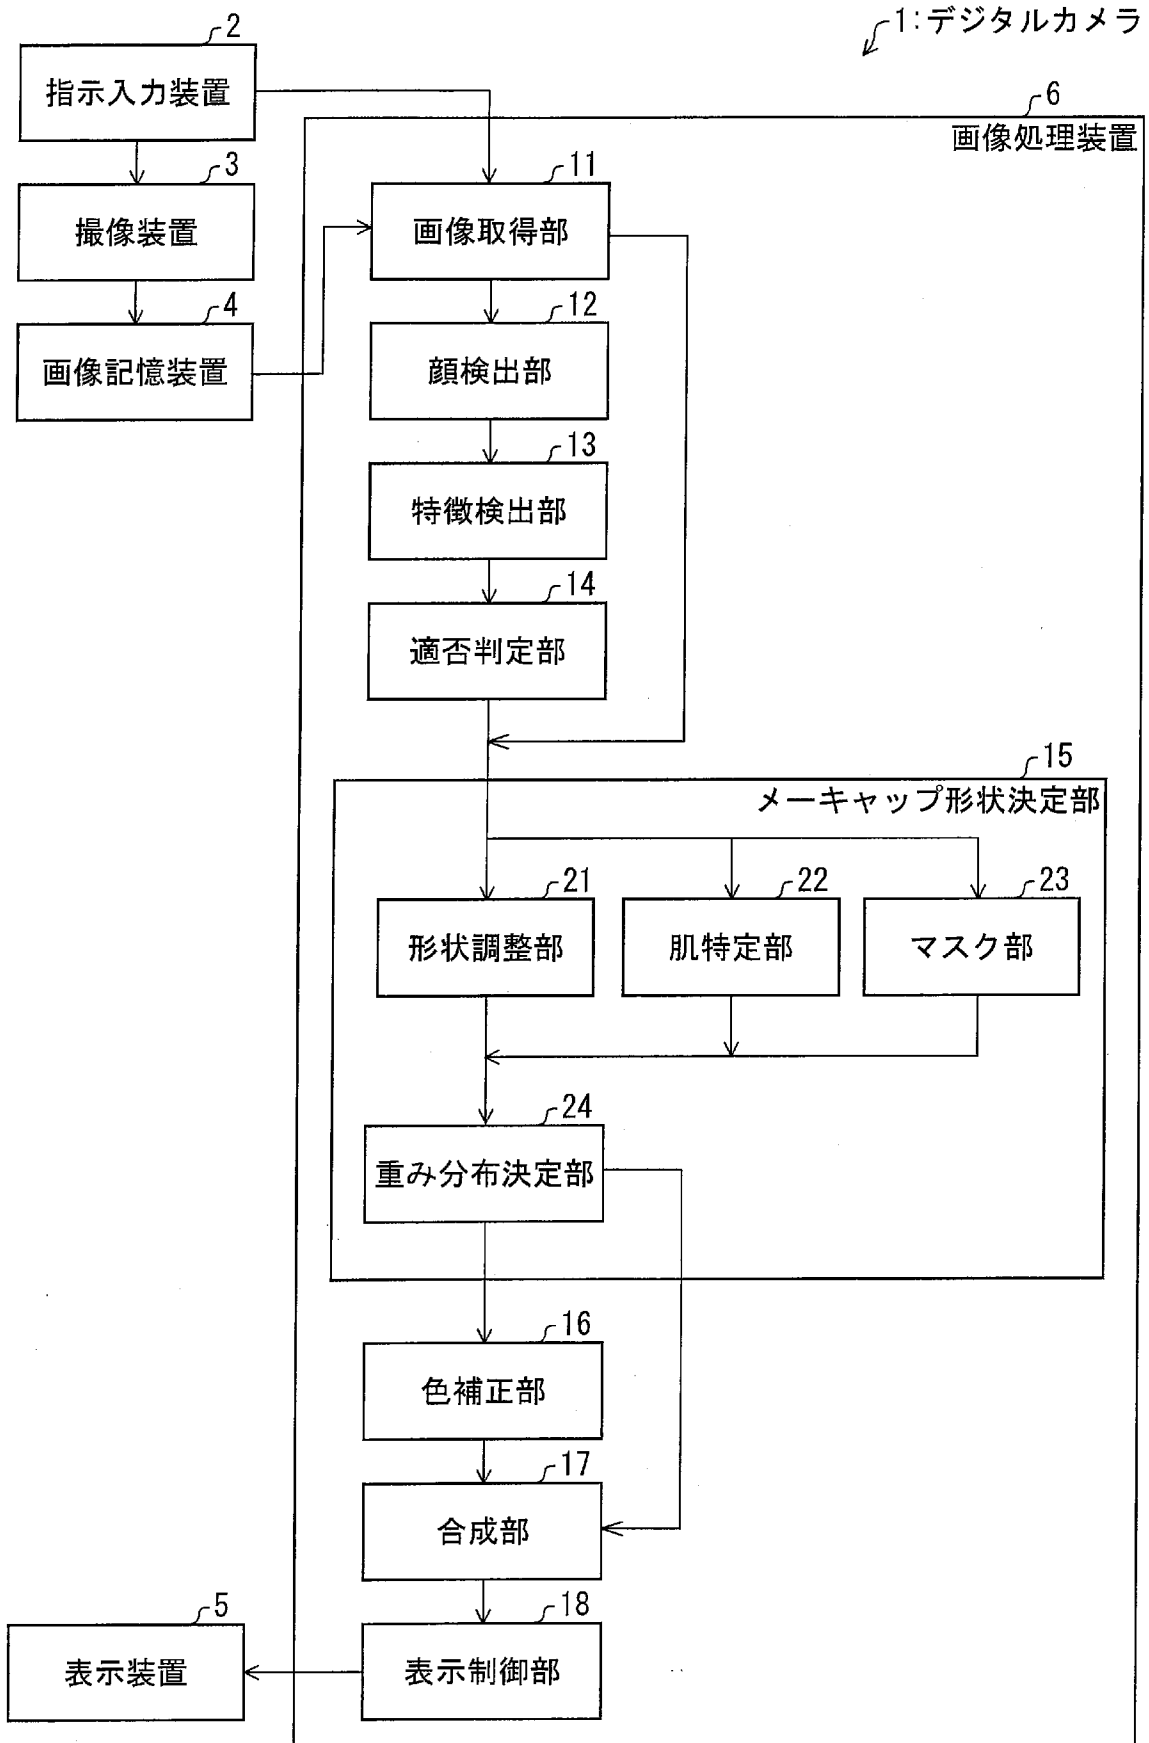 1:デジタルカメラ
2
指示入力装置
6
画像処理装置
3
撮像装置
11
画像取得部
4
画像記憶装置
12
顔検出部
13
特徴検出部
14
適否判定部
15
メーキャップ形状決定部
21
形状調整部
22
肌特定部
23
マスク部
24
重み分布決定部
16
色補正部
17
合成部
5
表示装置
18
表示制御部